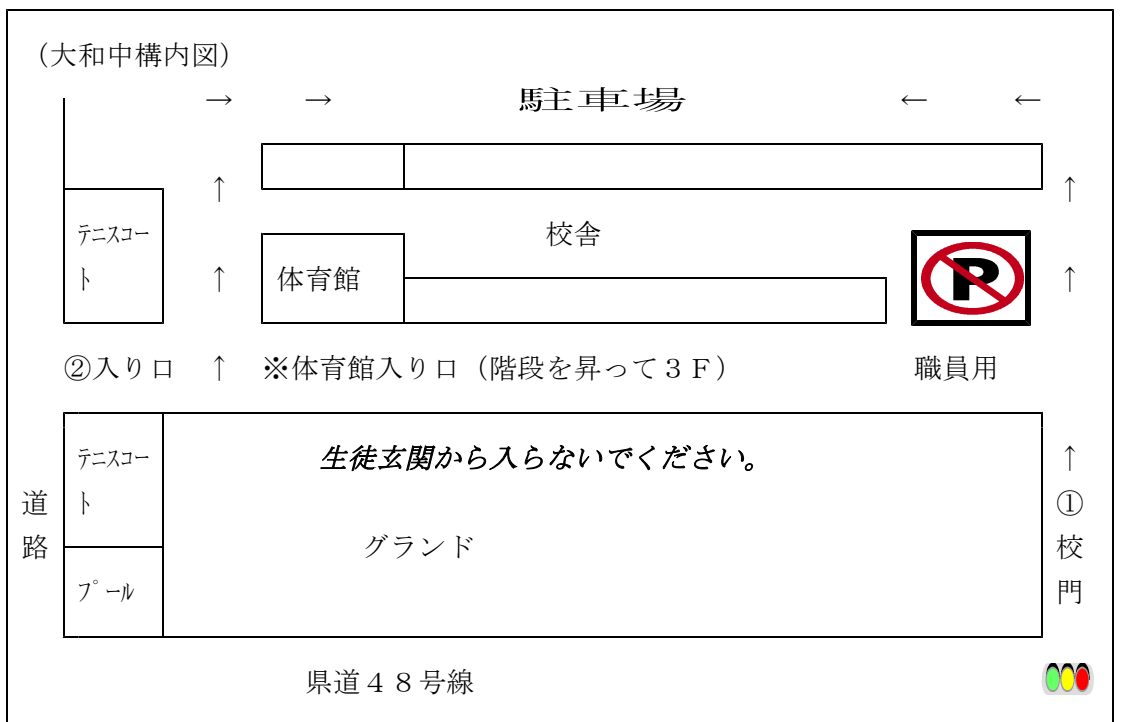 （大和中構内図）
→ → 駐車場 ← ←
↑ ↑
校舎
ﾃﾆｽｺｰ
ﾄ
↑ 体育館 P ↑
②入り口 ↑ ※体育館入り口（階段を昇って３Ｆ） 職員用
ﾃﾆｽｺｰ
ﾄ
生徒玄関から入らないでください。
↑
①
校
門
道
路
グランド
ﾌﾟｰﾙ
県道４８号線